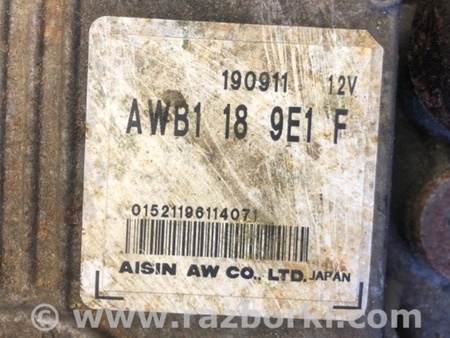 190911 12V
AWB1 18 9E1 F
01521196114071
AISIN AW CO., LTD. JAPAN
© www.razborki.com